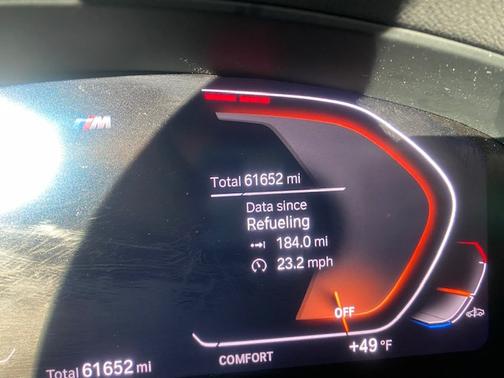 M
Total 61652 mi
Data since
Refueling
184.0 mi
23.2 mph
OFF
+49 °F
COMFORT
Total 61652 mi